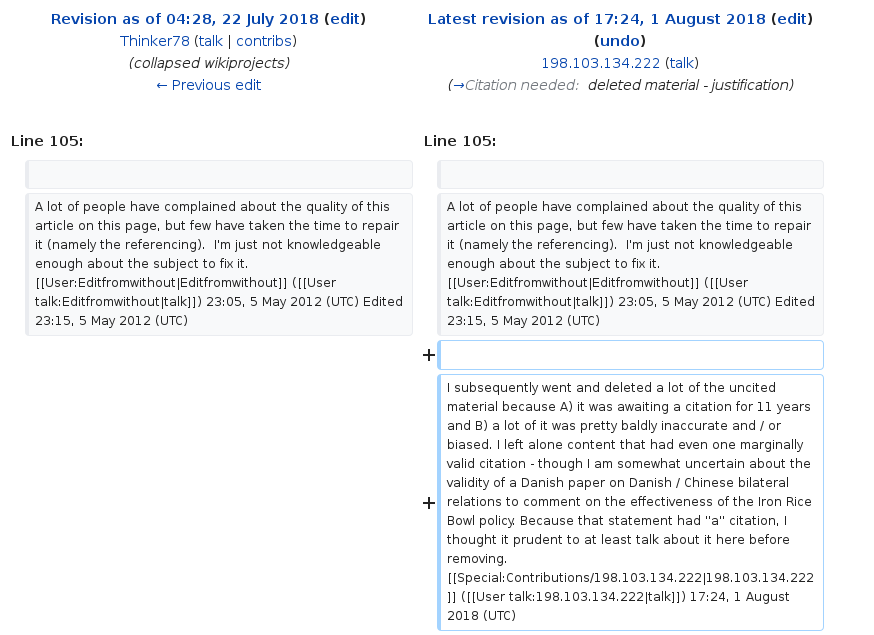 Revision as of 04:28, 22 July 2018 (edit)
Thinker78 (talk | contribs)
(collapsed wikiprojects)
← Previous edit
Latest revision as of 17:24, 1 August 2018 (edit)
(undo)
198.103.134.222 (talk)
(→Citation needed: deleted material - justification)
Line 105:
Line 105:
A lot of people have complained about the quality of this
article on this page, but few have taken the time to repair
it (namely the referencing).  I'm just not knowledgeable
enough about the subject to fix it.
[[User:Editfromwithout|Editfromwithout]] ([[User
talk:Editfromwithout|talk]]) 23:05, 5 May 2012 (UTC) Edited
23:15, 5 May 2012 (UTC)
A lot of people have complained about the quality of this
article on this page, but few have taken the time to repair
it (namely the referencing).  I'm just not knowledgeable
enough about the subject to fix it.
[[User:Editfromwithout|Editfromwithout]] ([[User
talk:Editfromwithout|talk]]) 23:05, 5 May 2012 (UTC) Edited
23:15, 5 May 2012 (UTC)
+
+
I subsequently went and deleted a lot of the uncited
material because A) it was awaiting a citation for 11 years
and B) a lot of it was pretty baldly inaccurate and / or
biased. I left alone content that had even one marginally
valid citation - though I am somewhat uncertain about the
validity of a Danish paper on Danish / Chinese bilateral
relations to comment on the effectiveness of the Iron Rice
Bowl policy. Because that statement had "a" citation, I
thought it prudent to at least talk about it here before
removing.
[[Special:Contributions/198.103.134.222|198.103.134.222
]] ([[User talk:198.103.134.222|talk]]) 17:24, 1 August
2018 (UTC)